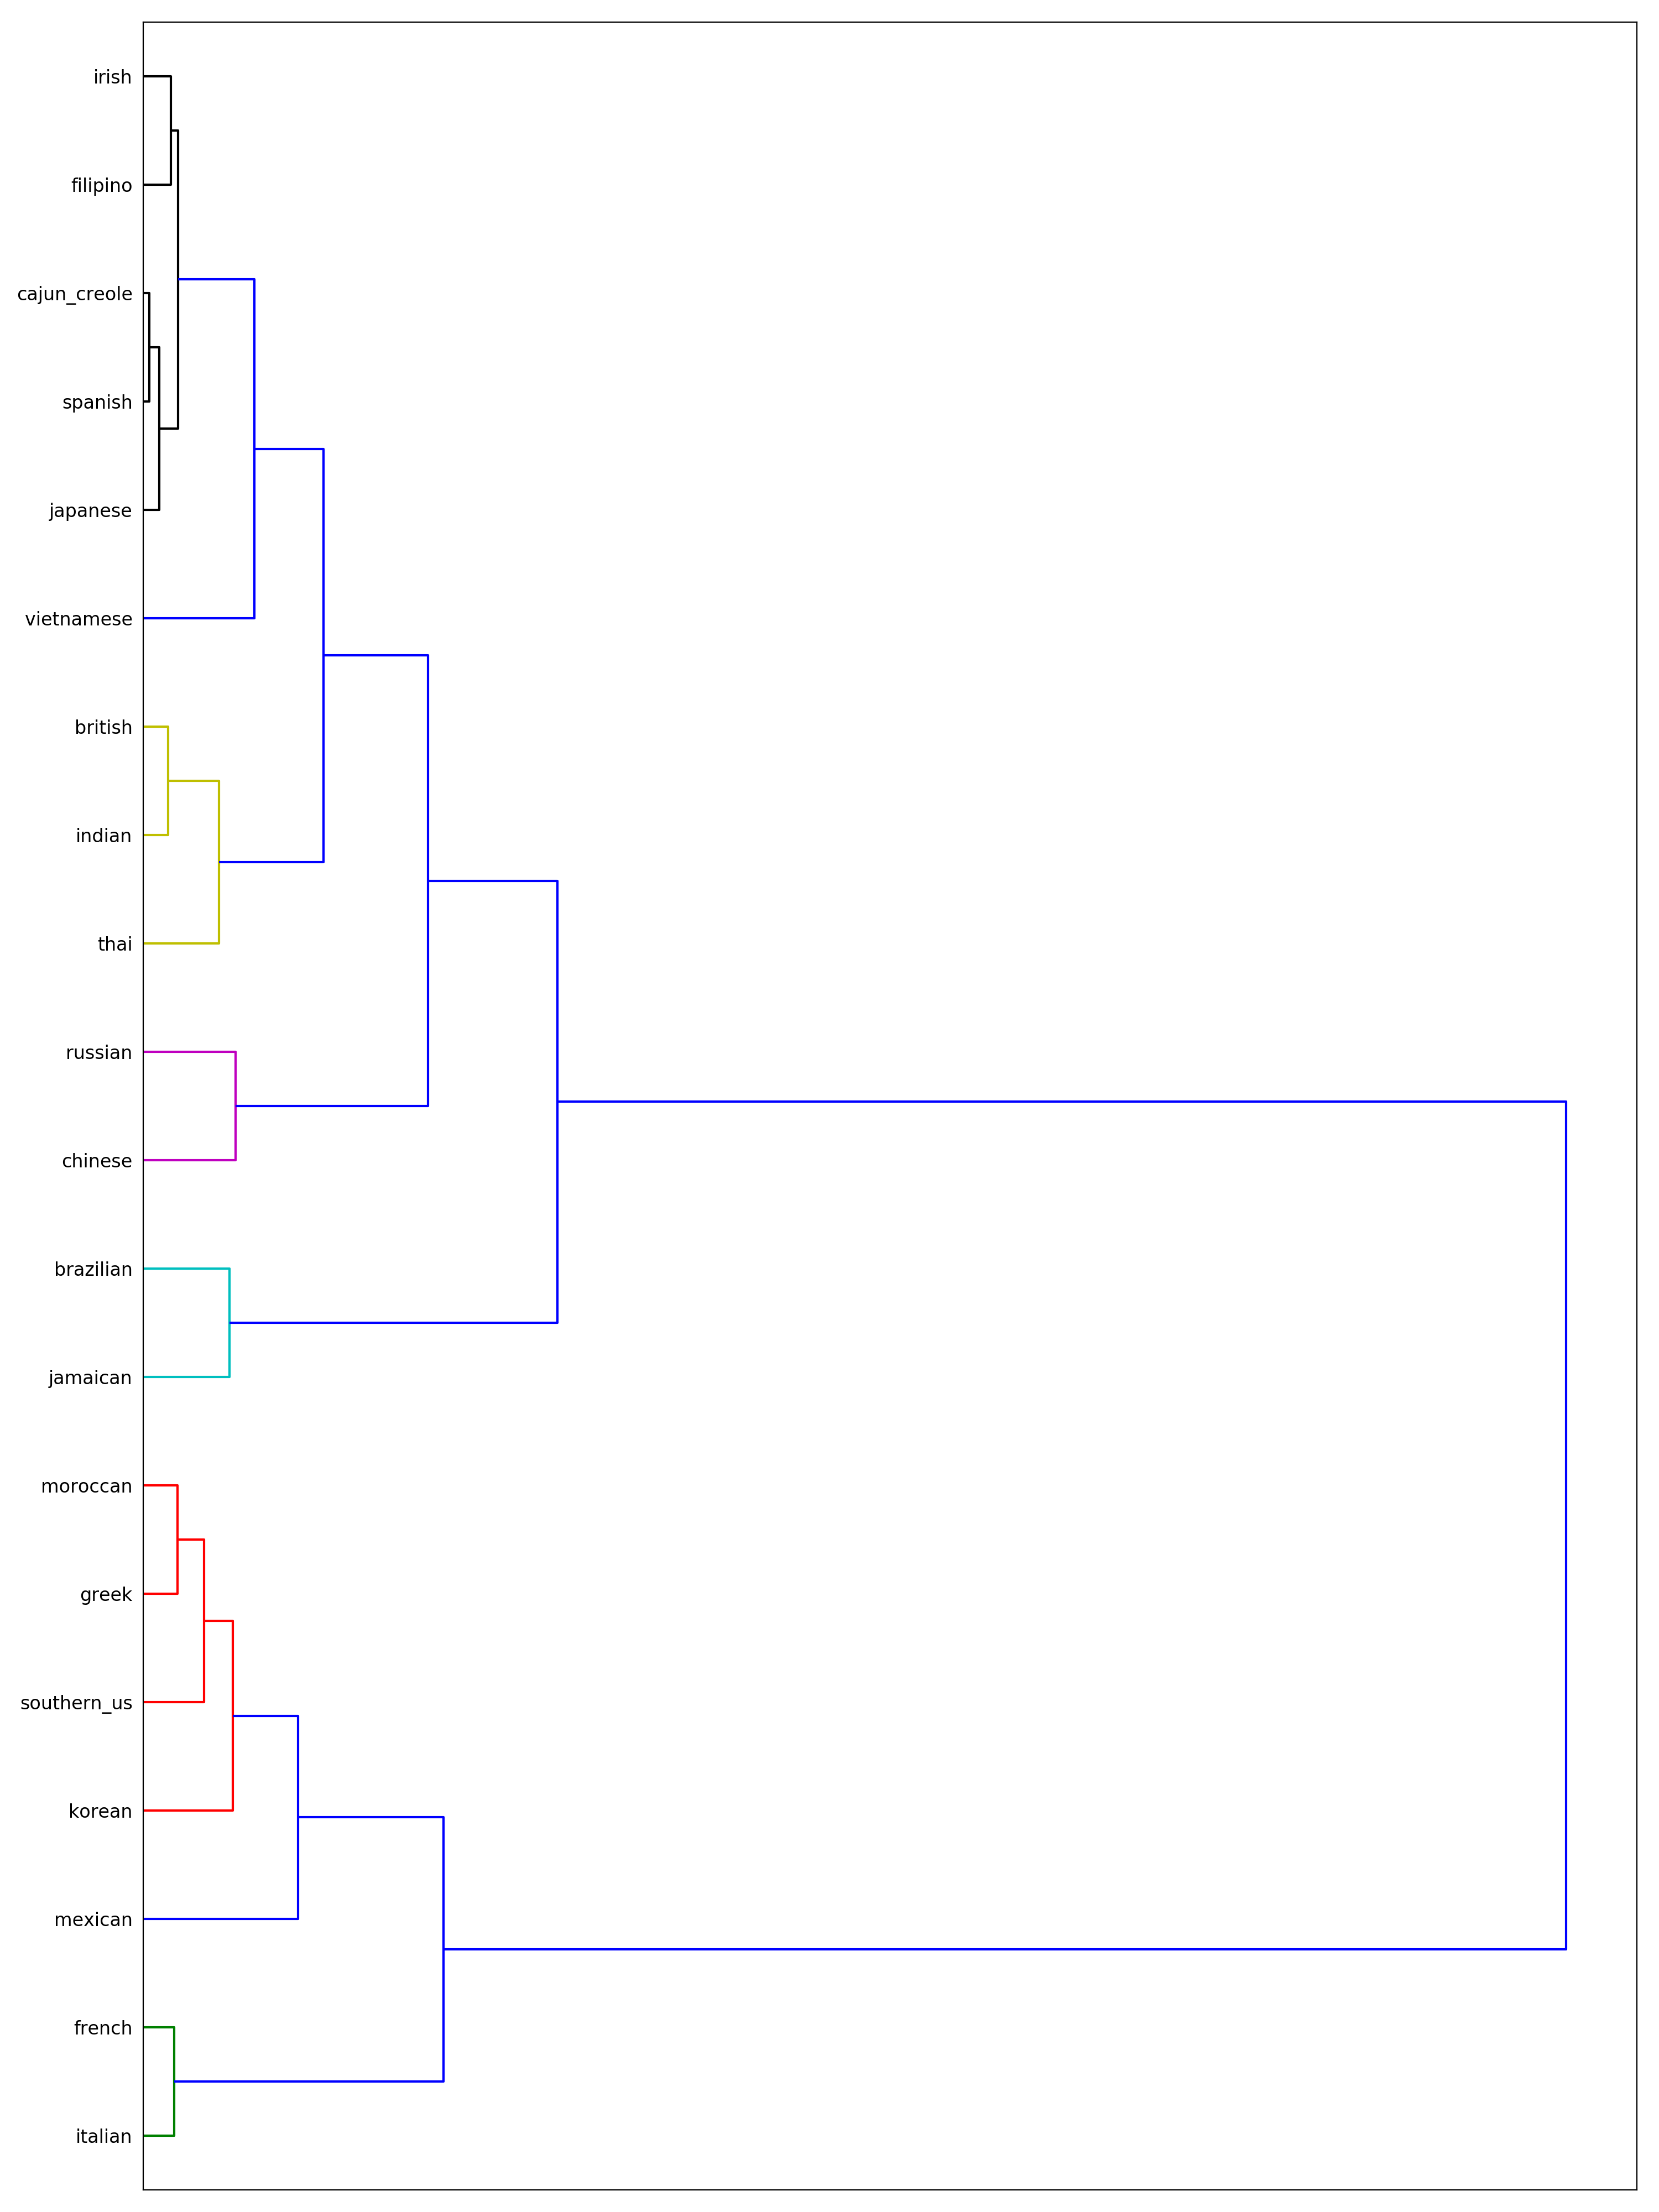 irish
filipino
cajun_creole
spanish
japanese
vietnamese
british
indian
thai
russian
chinese
brazilian
jamaican
moroccan
greek
southern_us
korean
mexican
french
italian